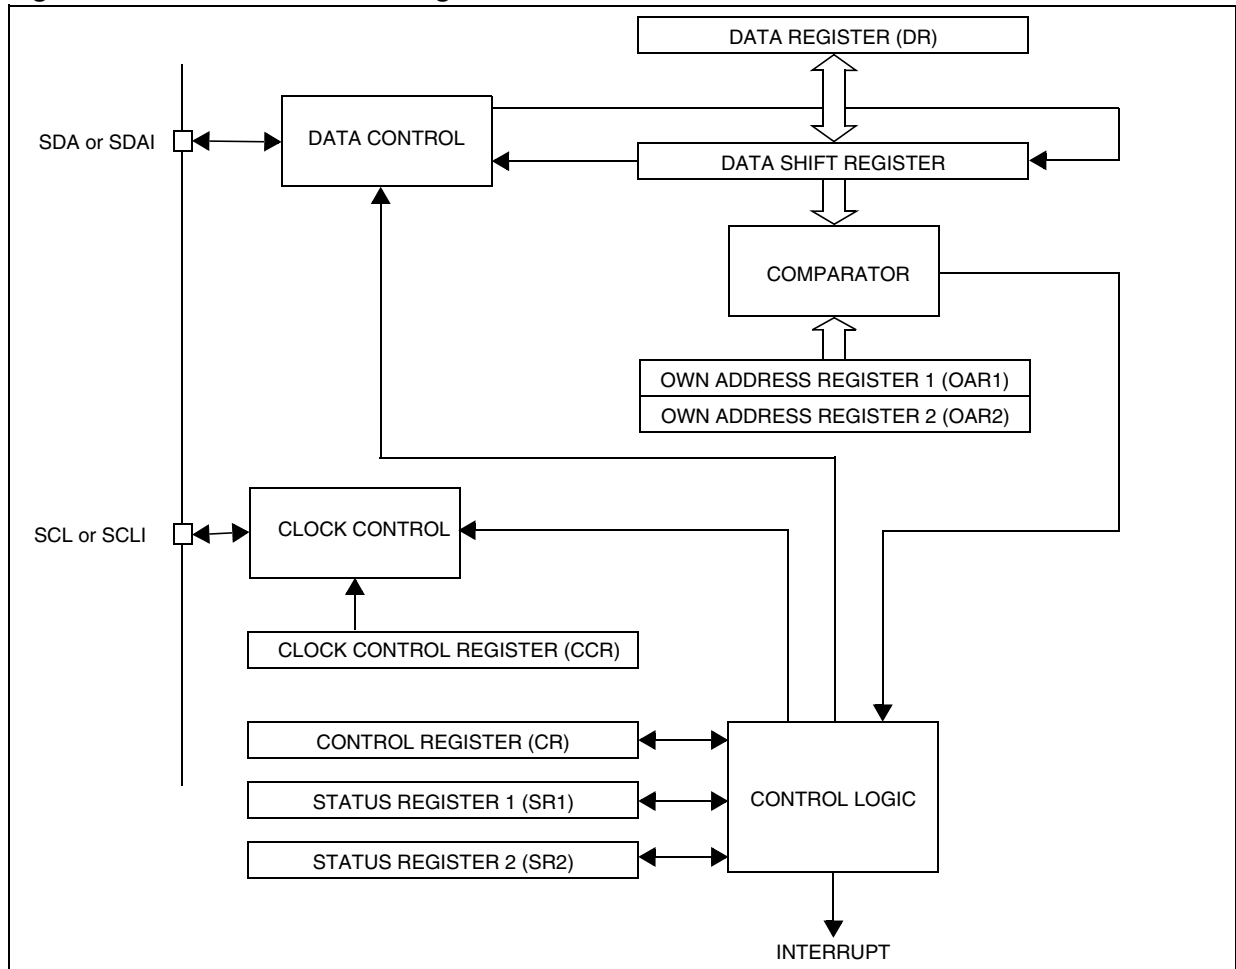 DATA REGISTER (DR)
SDA or SDAI
DATA CONTROL
DATA SHIFT REGISTER
COMPARATOR
OWN ADDRESS REGISTER 1 (OAR1)
OWN ADDRESS REGISTER 2 (OAR2)
SCL or SCLI
CLOCK CONTROL
CLOCK CONTROL REGISTER (CCR)
CONTROL REGISTER (CR)
STATUS REGISTER 1 (SR1)
CONTROL LOGIC
STATUS REGISTER 2 (SR2)
INTERRUPT